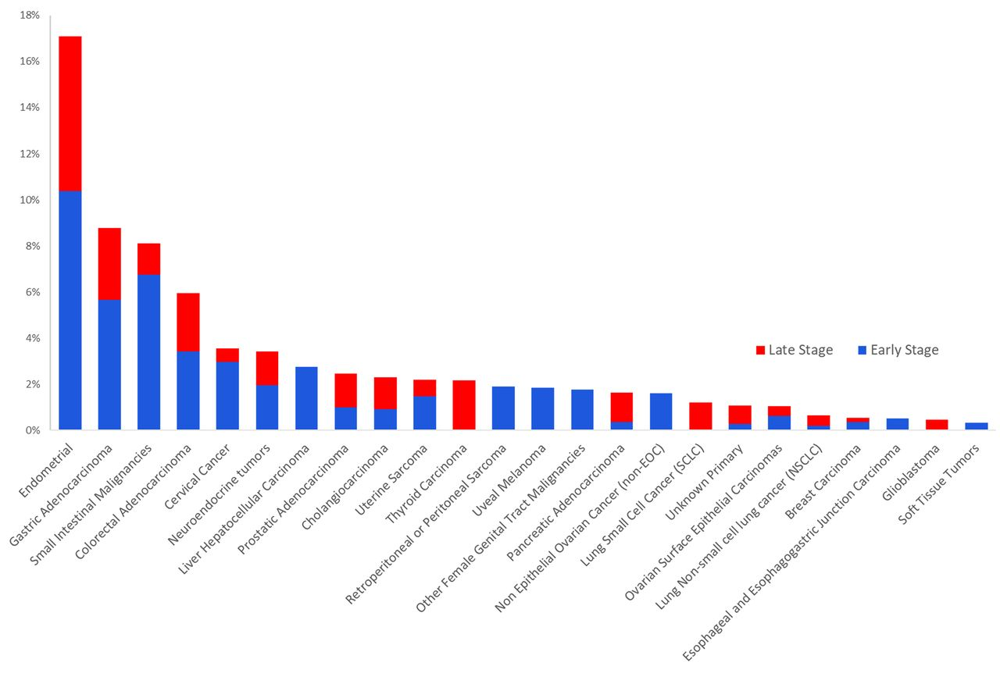 18%
16%
14%
12%
10%
8%
6%
4%
2%
0%
Late Stage
Early Stage
Endometrial
Gastric Adenocarcinoma
Small Intestinal Malignancies
Colorectal Adenocarcinoma
Cervical Cancer
Neuroendocrine tumors
Liver Hepatocellular Carcinoma
Prostatic Adenocarcinoma
Cholangiocarcinoma
Uterine Sarcoma
Thyroid Carcinoma
Retroperitoneal or Peritoneal Sarcoma
Uveal Melanoma
Other Female Genital Tract Malignancies
Pancreatic Adenocarcinoma
Non Epithelial Ovarian Cancer (non-EOC)
Lung Small Cell Cancer (SCLC)
Unknown Primary
Ovarian Surface Epithelial Carcinomas
Lung Non-small cell lung cancer (NSCLC)
Breast Carcinoma
Esophageal and Esophagogastric Junction Carcinoma
Glioblastoma
Soft Tissue Tumors